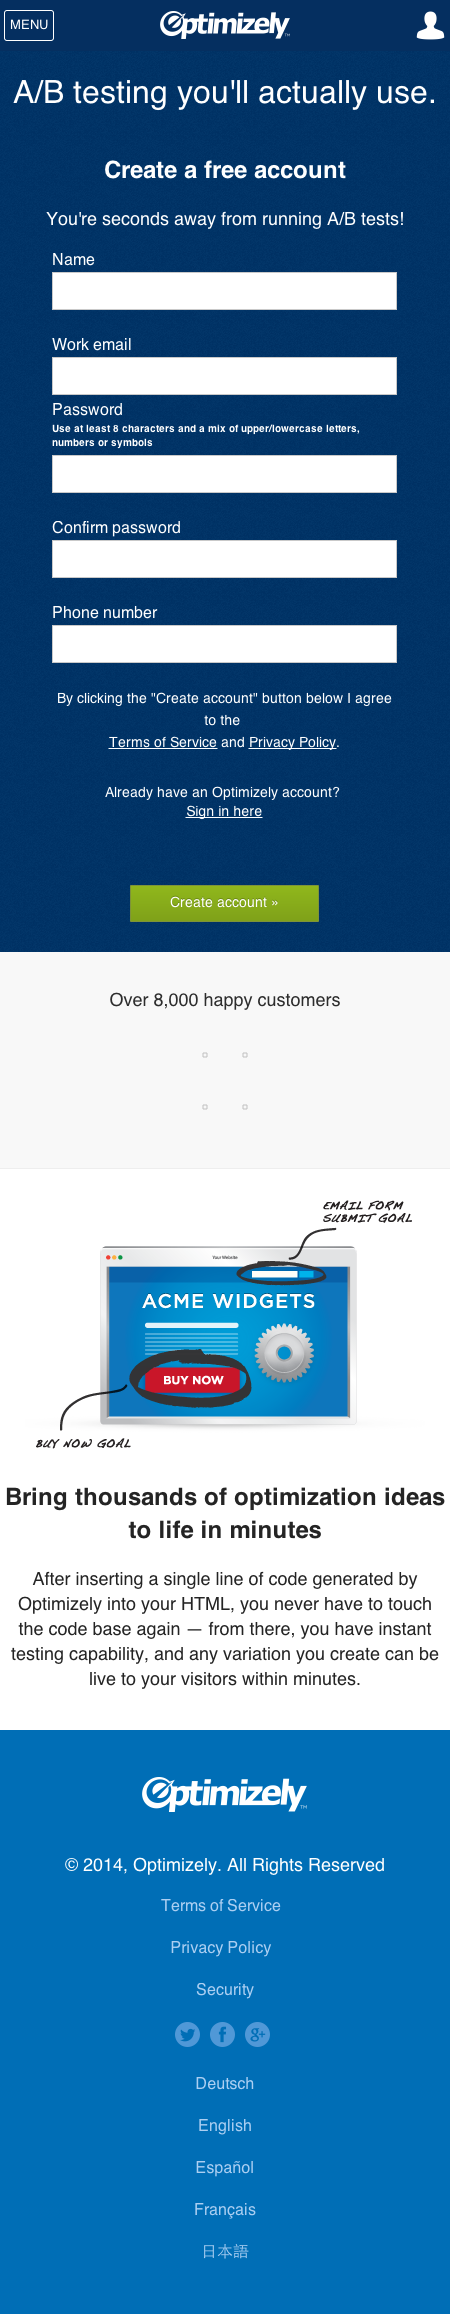 MENU
Optimizely™
A/B testing you'll actually use.
Create a free account
You're seconds away from running A/B tests!
Name
Work email
Password
Use at least 8 characters and a mix of upper/lowercase letters,
numbers or symbols
Confirm password
Phone number
By clicking the "Create account" button below I agree
to the
Terms of Service and Privacy Policy.
Already have an Optimizely account?
Sign in here
Create account »
Over 8,000 happy customers
EMAIL FORM
SUBMIT GOAL
Your Website
ACME WIDGETS
BUY NOW
BUY NOW GOAL
Bring thousands of optimization ideas
to life in minutes
After inserting a single line of code generated by
Optimizely into your HTML, you never have to touch
the code base again — from there, you have instant
testing capability, and any variation you create can be
live to your visitors within minutes.
Optimizely™
© 2014, Optimizely. All Rights Reserved
Terms of Service
Privacy Policy
Security
Deutsch
English
Español
Français
日本語